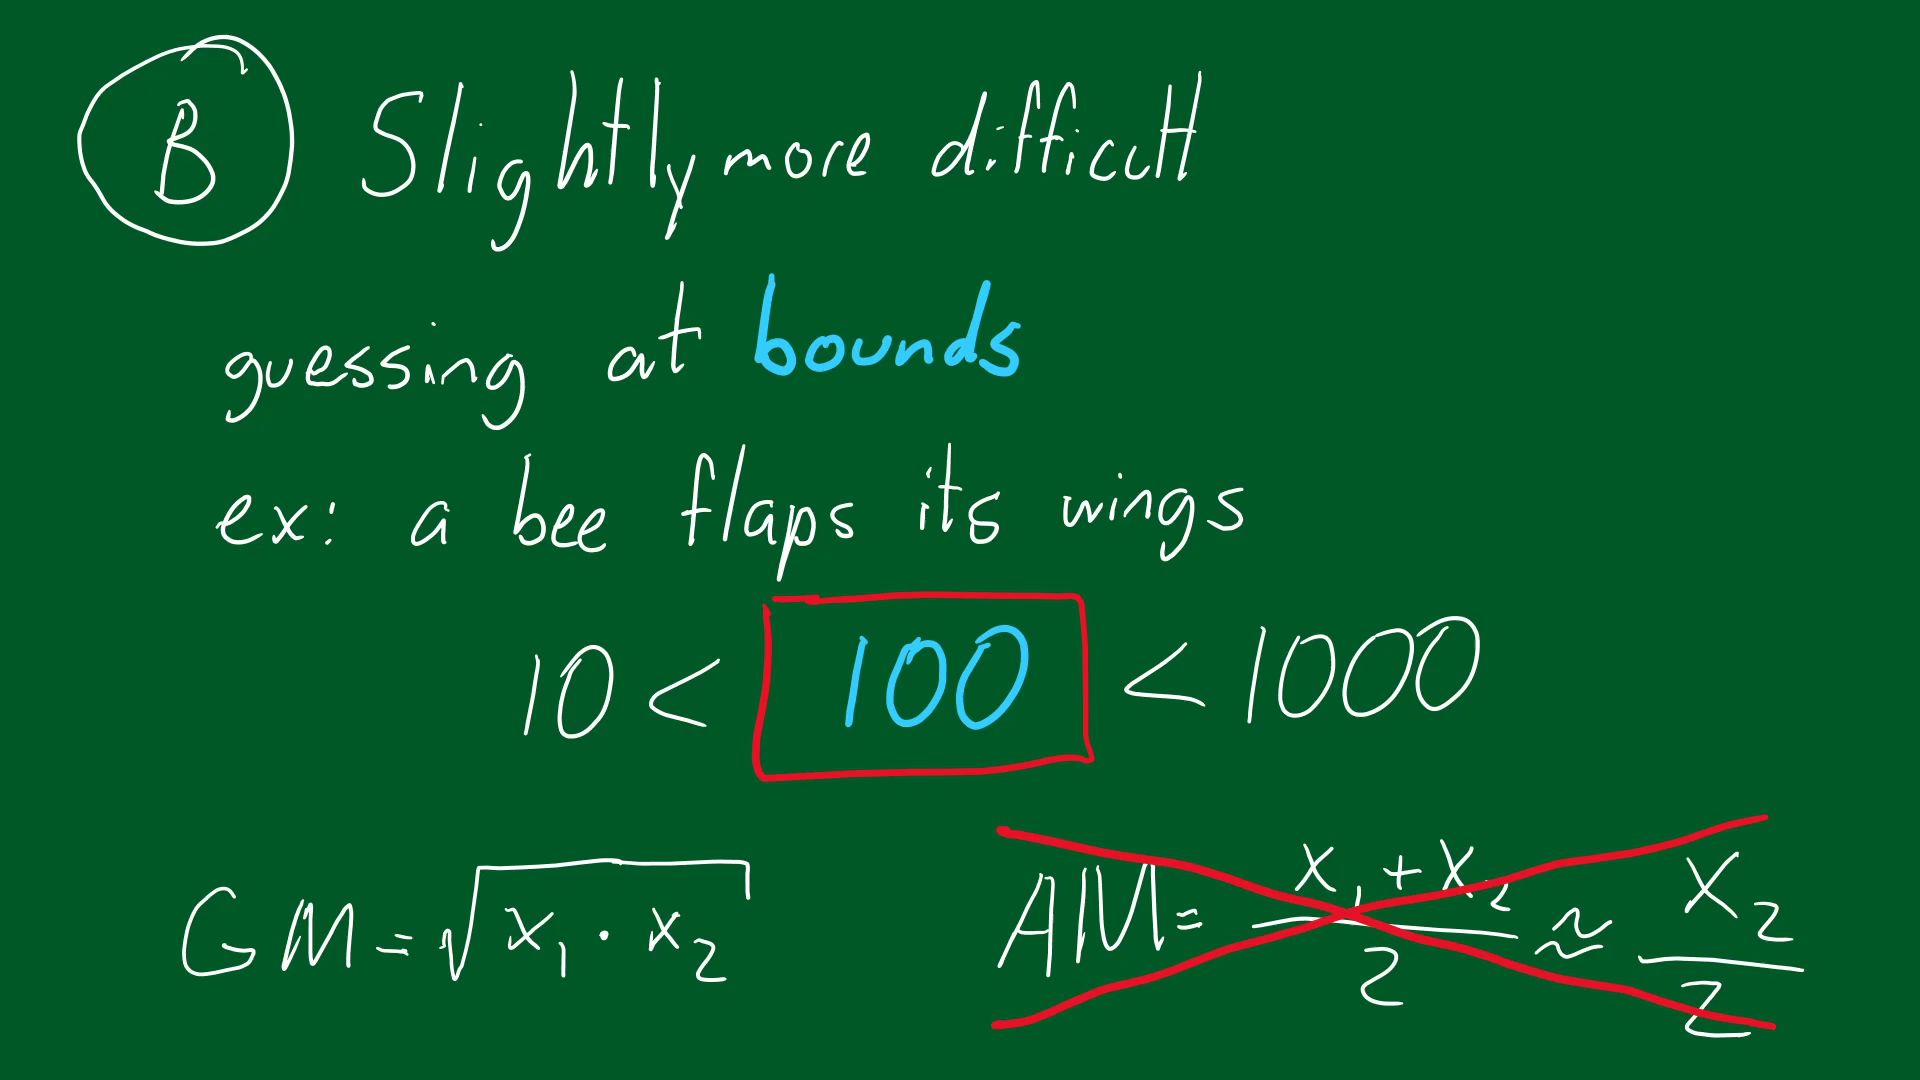 B Slightly more difficult
guessing at bounds
ex: a bee flaps its wings
10 < 100 < 1000
GM = √x₁ · x₂ AM = x₁ + x₂ / 2 ≈ x₂ / 2